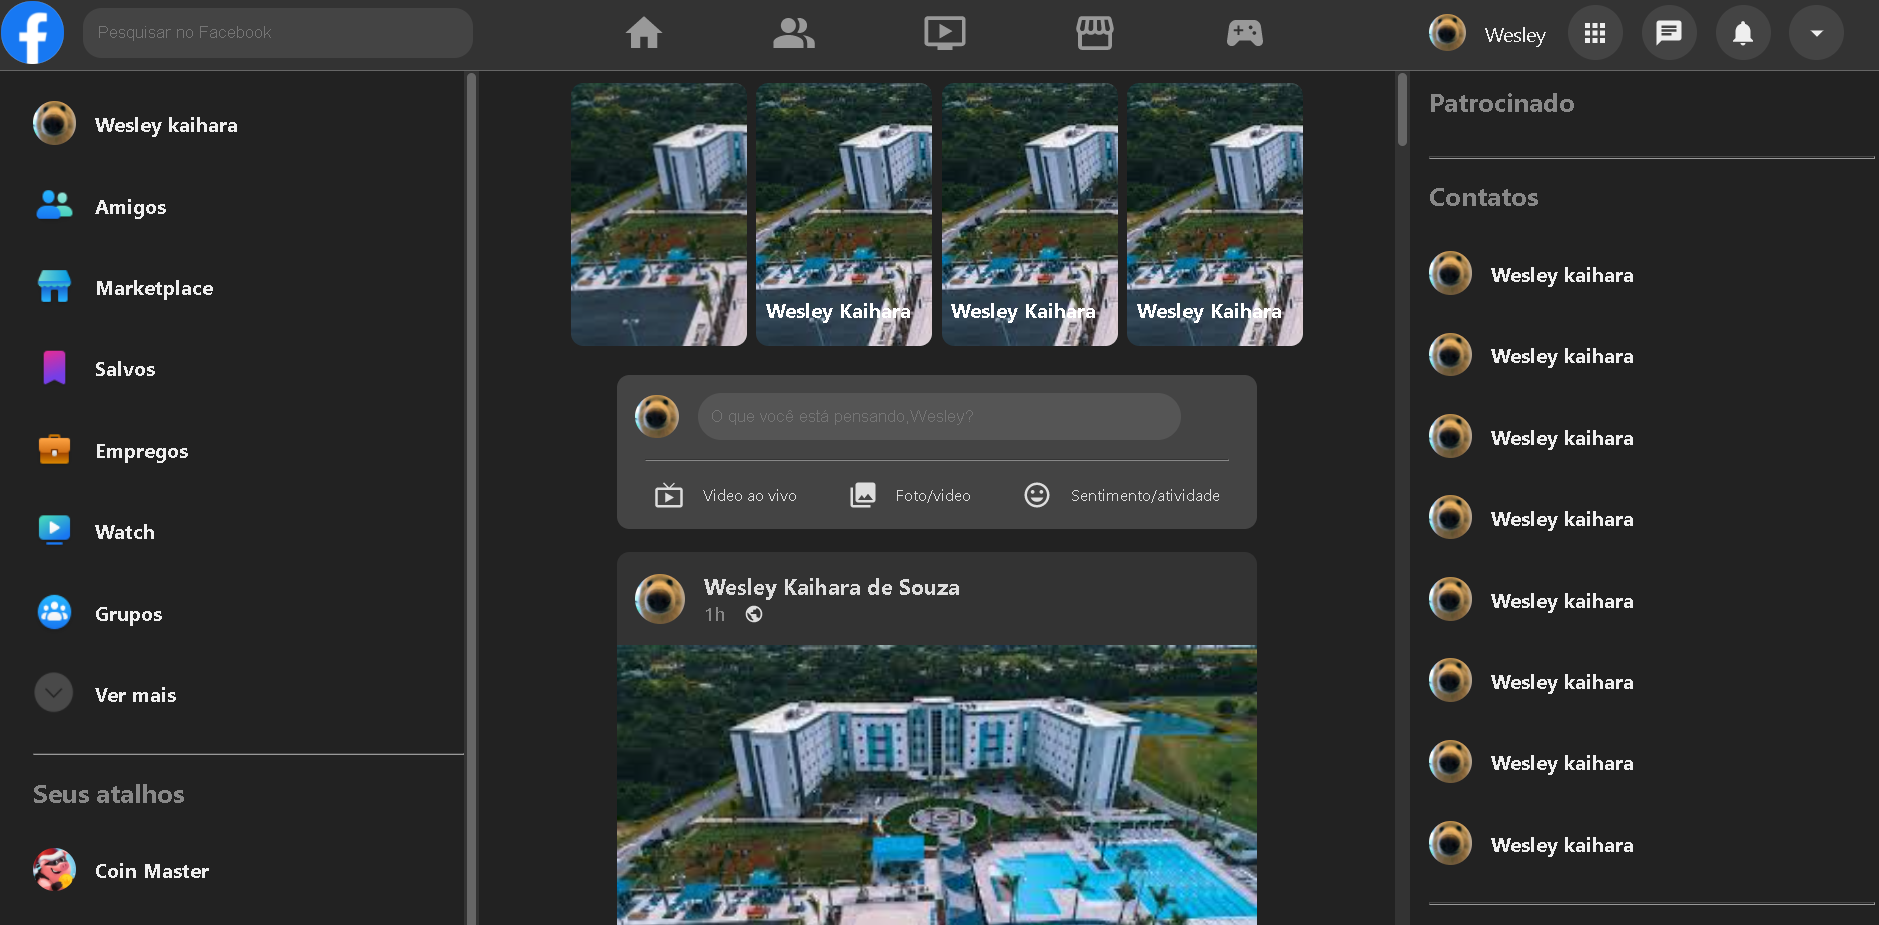 Pesquisar no Facebook
Wesley
Wesley kaihara
Amigos
Marketplace
Salvos
Empregos
Watch
Grupos
Ver mais
Seus atalhos
Coin Master
Wesley Kaihara
Wesley Kaihara
Wesley Kaihara
O que você está pensando,Wesley?
Video ao vivo
Foto/video
Sentimento/atividade
Wesley Kaihara de Souza
1h
Patrocinado
Contatos
Wesley kaihara
Wesley kaihara
Wesley kaihara
Wesley kaihara
Wesley kaihara
Wesley kaihara
Wesley kaihara
Wesley kaihara